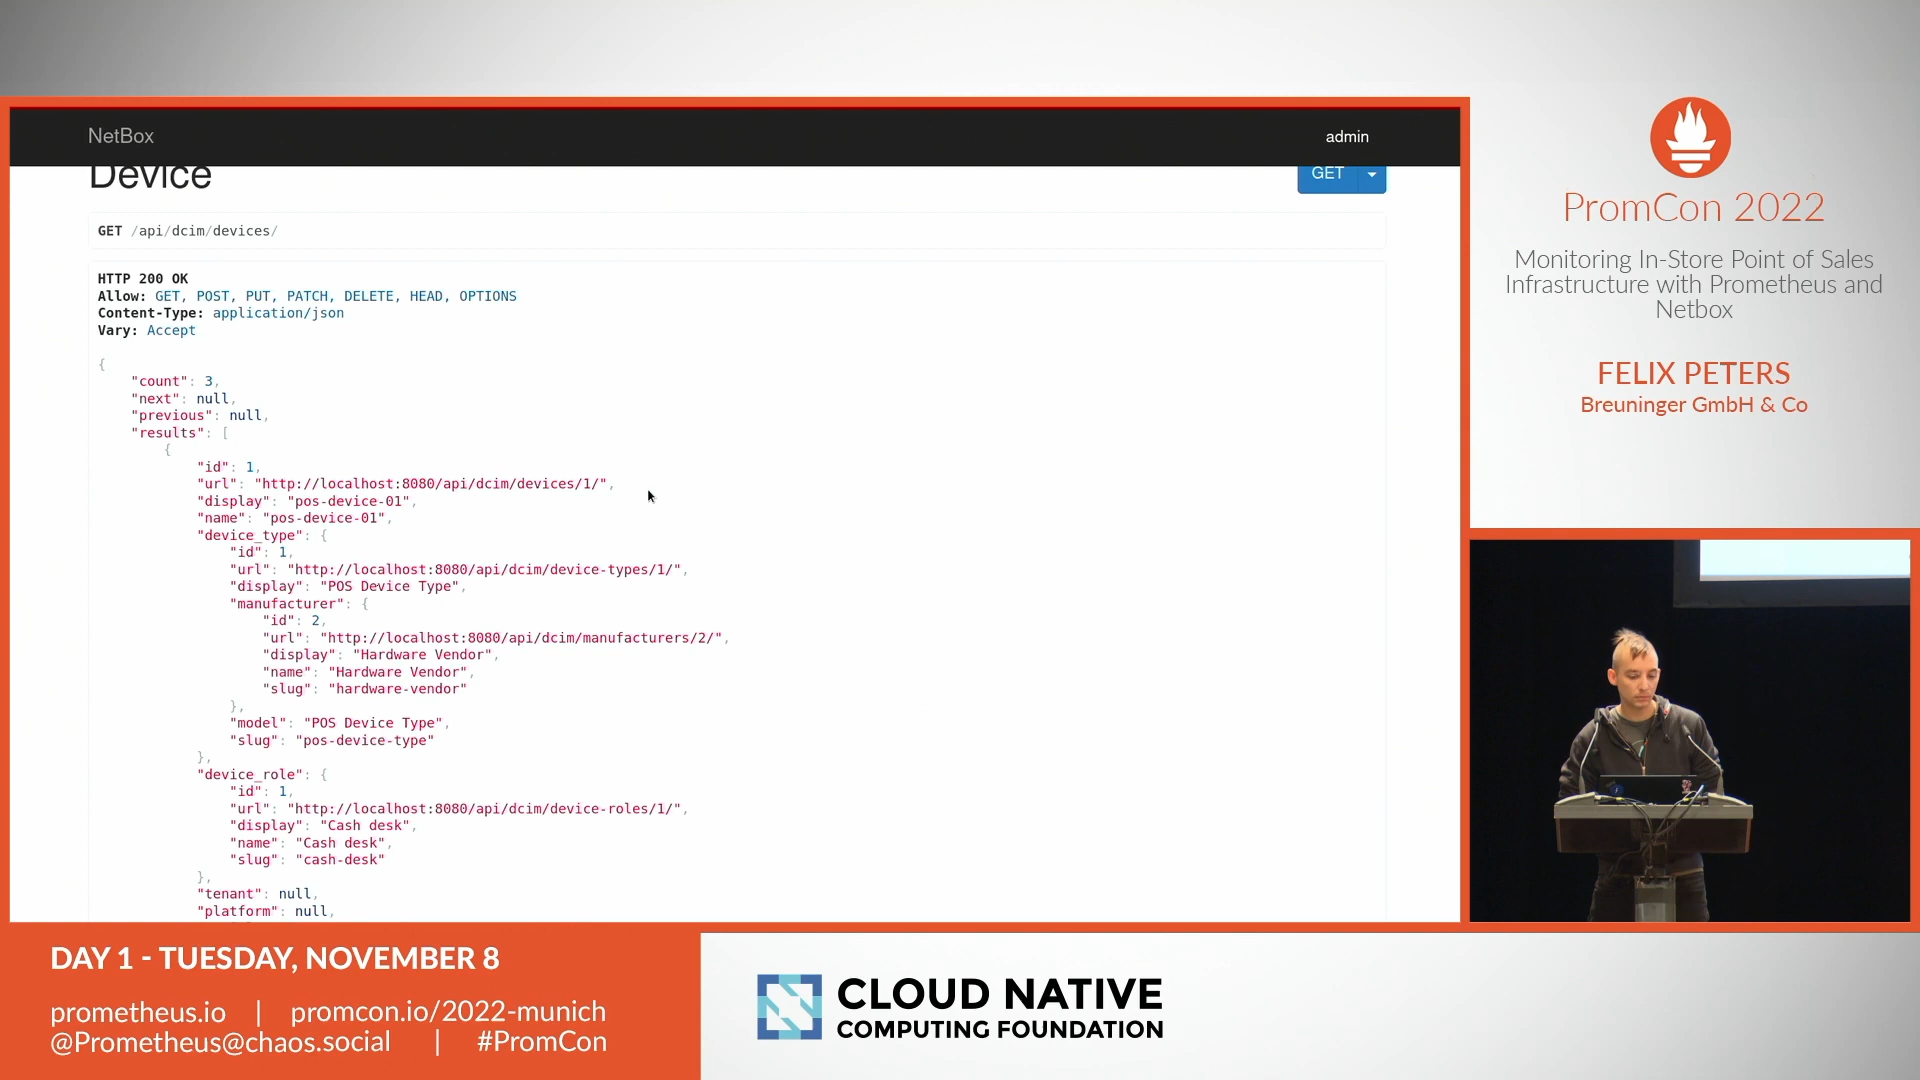 NetBox
admin
Device
GET
GET /api/dcim/devices/
HTTP 200 OK
Allow: GET, POST, PUT, PATCH, DELETE, HEAD, OPTIONS
Content-Type: application/json
Vary: Accept
{
"count": 3,
"next": null,
"previous": null,
"results": [
{
"id": 1,
"url": "http://localhost:8080/api/dcim/devices/1/",
"display": "pos-device-01",
"name": "pos-device-01",
"device_type": {
"id": 1,
"url": "http://localhost:8080/api/dcim/device-types/1/",
"display": "POS Device Type",
"manufacturer": {
"id": 2,
"url": "http://localhost:8080/api/dcim/manufacturers/2/",
"display": "Hardware Vendor",
"name": "Hardware Vendor",
"slug": "hardware-vendor"
},
"model": "POS Device Type",
"slug": "pos-device-type"
},
"device_role": {
"id": 1,
"url": "http://localhost:8080/api/dcim/device-roles/1/",
"display": "Cash desk",
"name": "Cash desk",
"slug": "cash-desk"
},
"tenant": null,
"platform": null,
PromCon 2022
Monitoring In-Store Point of Sales
Infrastructure with Prometheus and
Netbox
FELIX PETERS
Breuninger GmbH & Co
DAY 1 - TUESDAY, NOVEMBER 8
prometheus.io | promcon.io/2022-munich
@Prometheus@chaos.social | #PromCon
CLOUD NATIVE
COMPUTING FOUNDATION